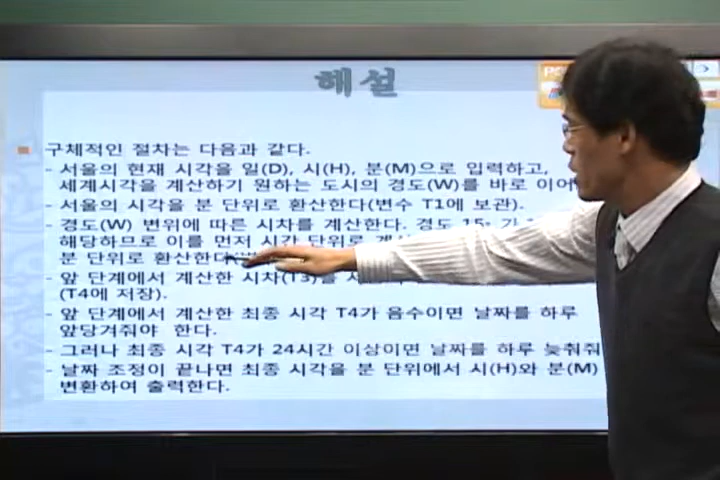 해설
구체적인 절차는 다음과 같다.
- 서울의 현재 시각을 일(D), 시(H), 분(M)으로 입력하고,
세계시각을 계산하기 원하는 도시의 경도(W)를 바로 이어
- 서울의 시각을 분 단위로 환산한다(변수 T1에 보관).
- 경도(W) 변위에 따른 시차를 계산한다. 경도 15
해당하므로 이를 먼저 시간 단위로
분 단위로 환산한다
- 앞 단계에서 계산한 시차(T3)를
(T4에 저장).
- 앞 단계에서 계산한 최종 시각 T4가 음수이면 날짜를 하루
앞당겨줘야 한다.
- 그러나 최종 시각 T4가 24시간 이상이면 날짜를 하루 늦춰줘
- 날짜 조정이 끝나면 최종 시각을 분 단위에서 시(H)와 분(M)
변환하여 출력한다.